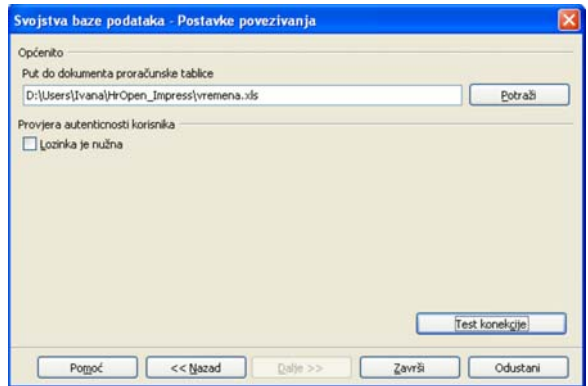 Svojstva baze podataka - Postavke povezivanja
Općenito
Put do dokumenta proračunske tablice
D:\Users\Ivana\HrOpen_Impress\vremena.xls
Potraži
Provjera autenticnosti korisnika
Lozinka je nužna
Test konekcije
Pomoć
<< Nazad
Dalje >>
Završi
Odustani